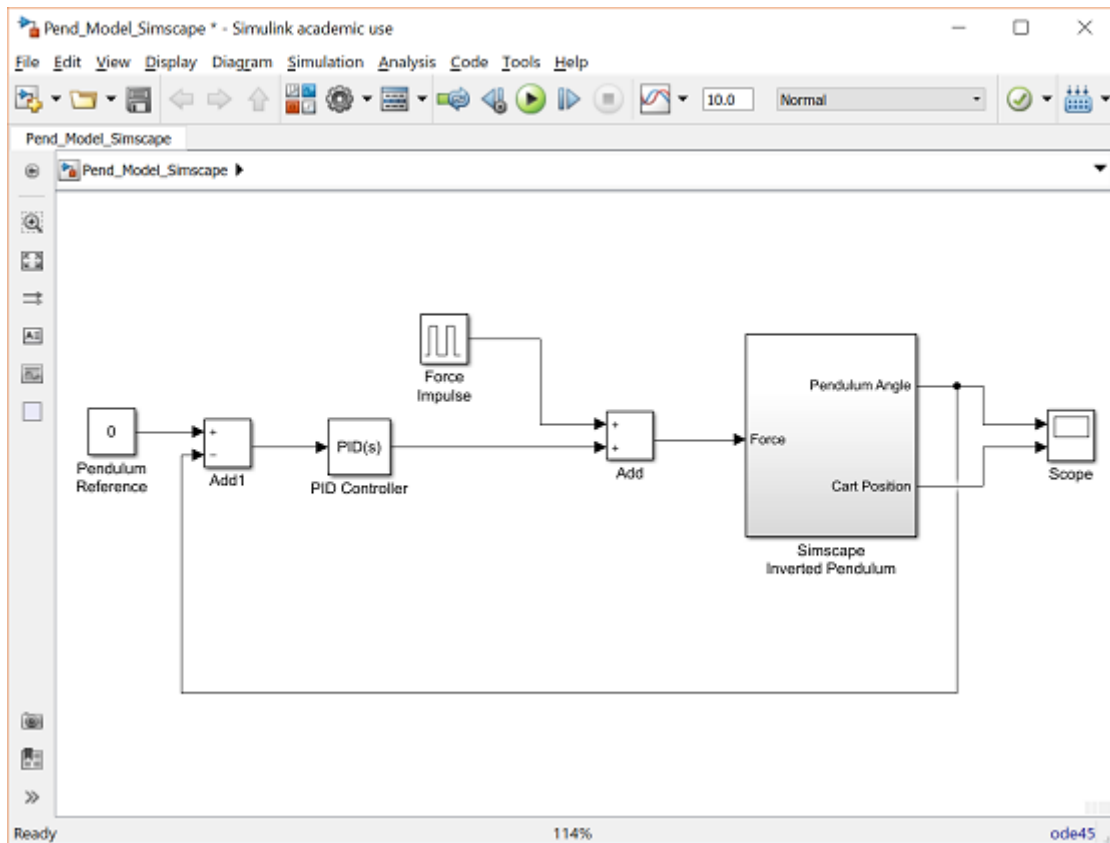 Pend_Model_Simscape * - Simulink academic use
File Edit View Display Diagram Simulation Analysis Code Tools Help
10.0 Normal
Pend_Model_Simscape
Pend_Model_Simscape
Force
Impulse
0
Pendulum
Reference
+
−
Add1
PID(s)
PID Controller
+
+
Add
Pendulum Angle
Force
Cart Position
Simscape
Inverted Pendulum
Scope
Ready 114% ode45